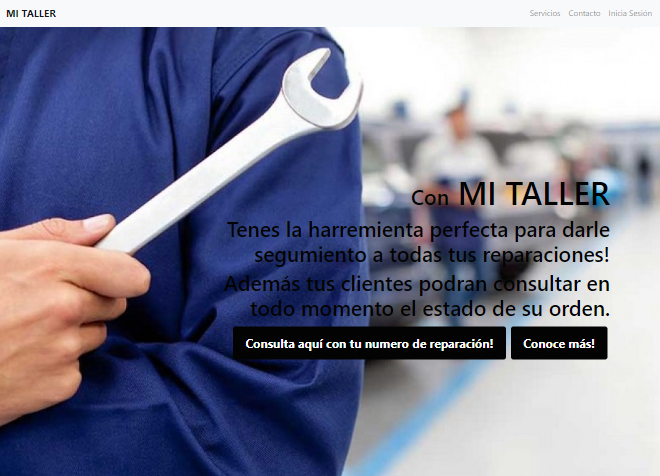 MI TALLER
Servicios Contacto Inicia Sesión
Con MI TALLER
Tenes la harremienta perfecta para darle
segumiento a todas tus reparaciones!
Además tus clientes podran consultar en
todo momento el estado de su orden.
Consulta aquí con tu numero de reparación! Conoce más!